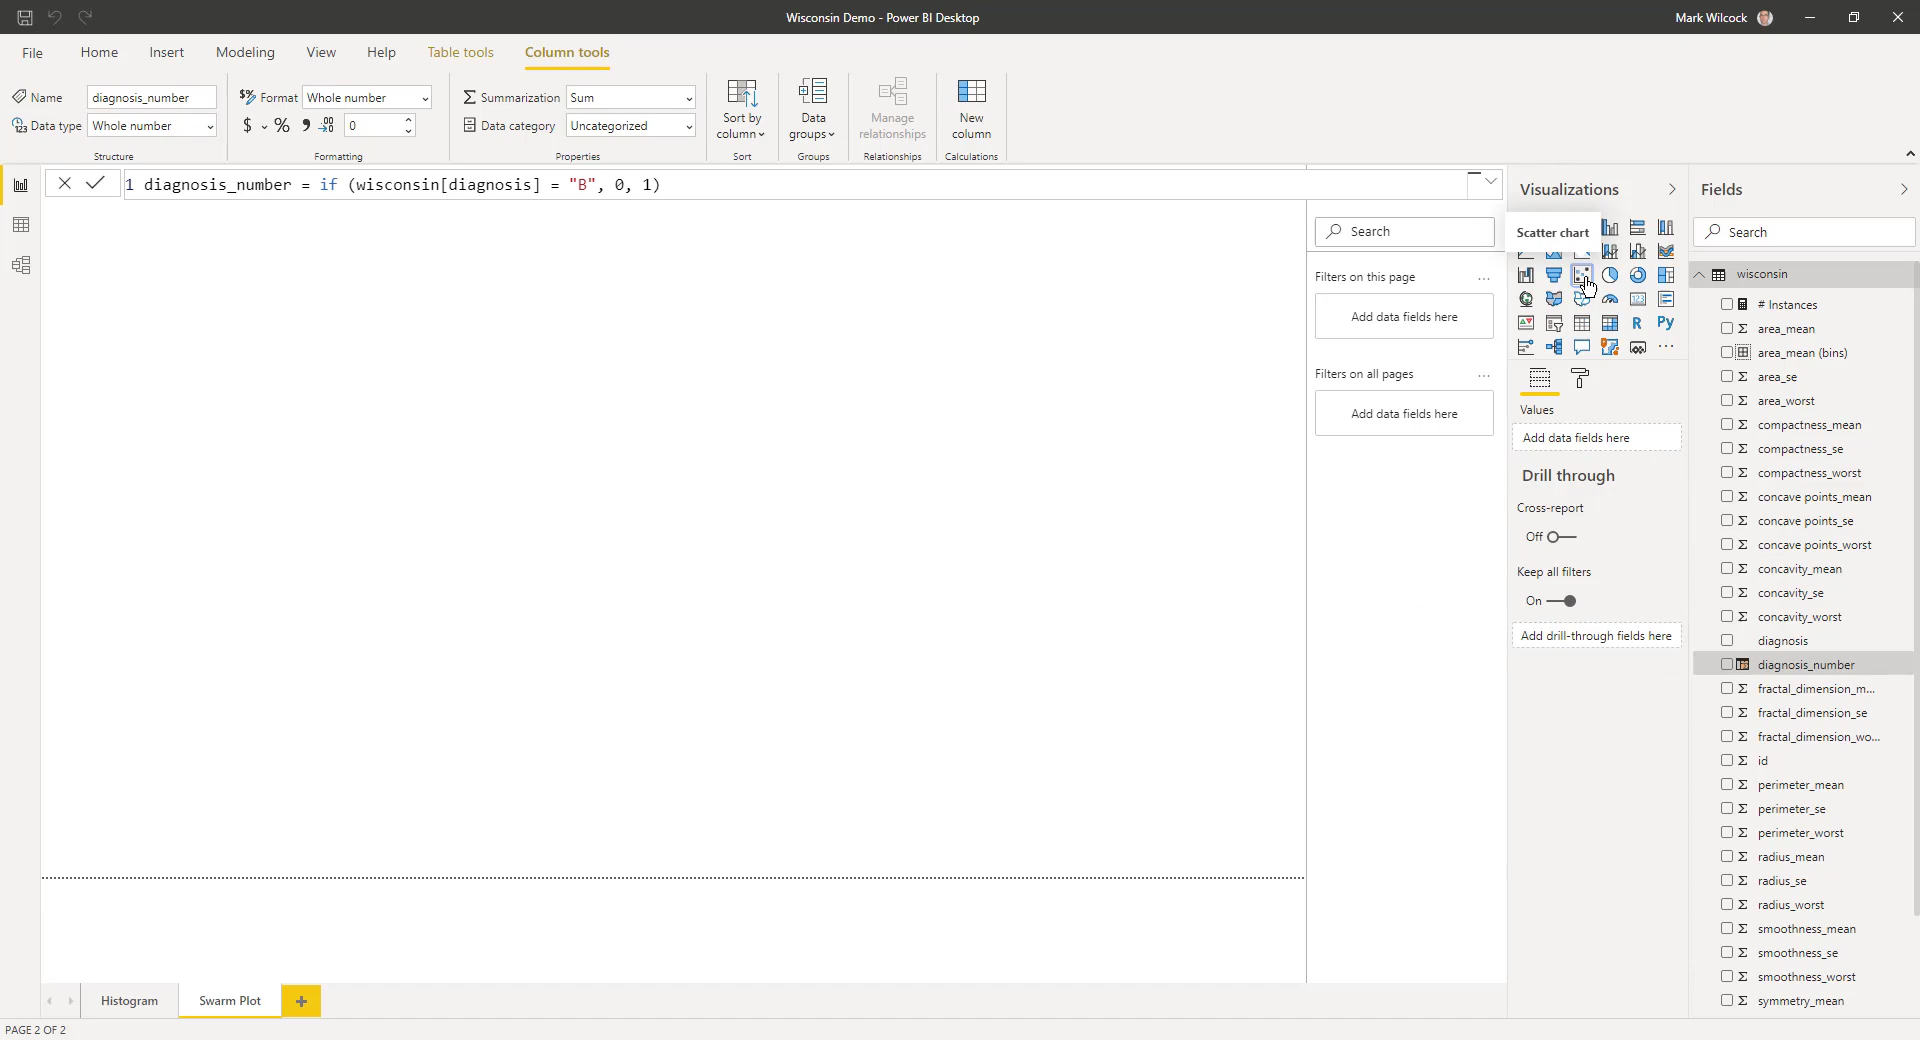 Wisconsin Demo - Power BI Desktop
Mark Wilcock
File
Home
Insert
Modeling
View
Help
Table tools
Column tools
Name
diagnosis_number
Data type
Whole number
Structure
$% Format
Whole number
$ % 9 .00
0
Formatting
Σ Summarization
Sum
Data category
Uncategorized
Properties
Sort by
column
Sort
Data
groups
Groups
Manage
relationships
Relationships
New
column
Calculations
1 diagnosis_number = if (wisconsin[diagnosis] = "B", 0, 1)
Search
Filters on this page
...
Add data fields here
Filters on all pages
...
Add data fields here
Visualizations
Scatter chart
123
R
Py
...
Values
Add data fields here
Drill through
Cross-report
Off
Keep all filters
On
Add drill-through fields here
Fields
Search
wisconsin
# Instances
Σ area_mean
area_mean (bins)
Σ area_se
Σ area_worst
Σ compactness_mean
Σ compactness_se
Σ compactness_worst
Σ concave points_mean
Σ concave points_se
Σ concave points_worst
Σ concavity_mean
Σ concavity_se
Σ concavity_worst
diagnosis
diagnosis_number
Σ fractal_dimension_m...
Σ fractal_dimension_se
Σ fractal_dimension_wo...
Σ id
Σ perimeter_mean
Σ perimeter_se
Σ perimeter_worst
Σ radius_mean
Σ radius_se
Σ radius_worst
Σ smoothness_mean
Σ smoothness_se
Σ smoothness_worst
Σ symmetry_mean
Histogram
Swarm Plot
+
PAGE 2 OF 2